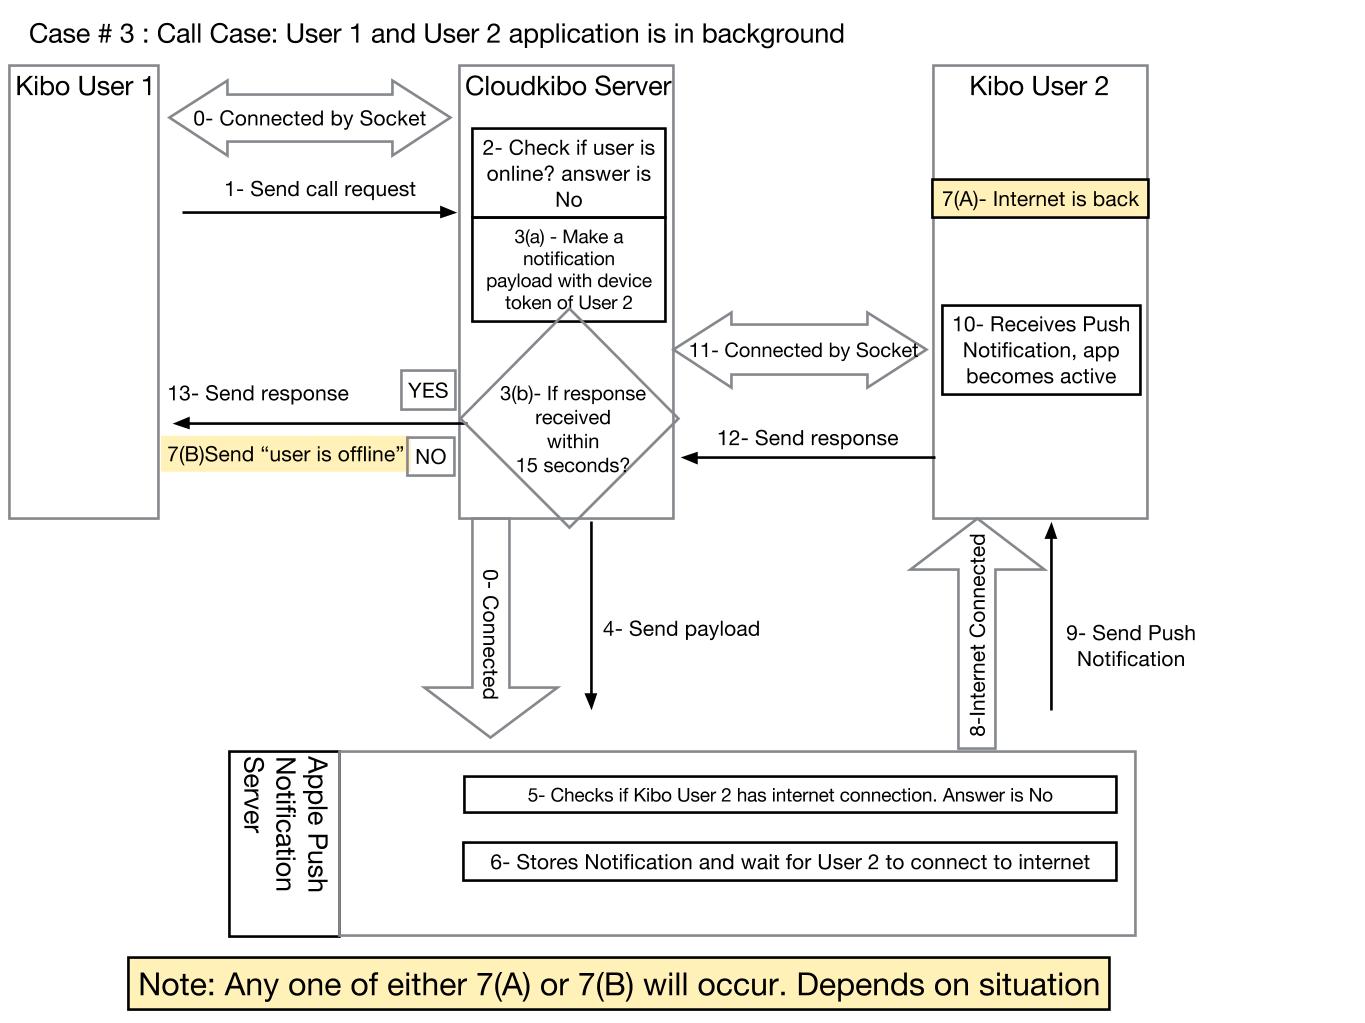 Case # 3 : Call Case: User 1 and User 2 application is in background
Kibo User 1
Cloudkibo Server
Kibo User 2
0- Connected by Socket
1- Send call request
2- Check if user is
online? answer is
No
3(a) - Make a
notification
payload with device
token of User 2
7(A)- Internet is back
10- Receives Push
Notification, app
becomes active
11- Connected by Socket
3(b)- If response
received
within
15 seconds?
13- Send response
YES
7(B)Send “user is offline”
NO
12- Send response
0- Connected
4- Send payload
8-Internet Connected
9- Send Push
Notification
Apple Push
Notification
Server
5- Checks if Kibo User 2 has internet connection. Answer is No
6- Stores Notification and wait for User 2 to connect to internet
Note: Any one of either 7(A) or 7(B) will occur. Depends on situation